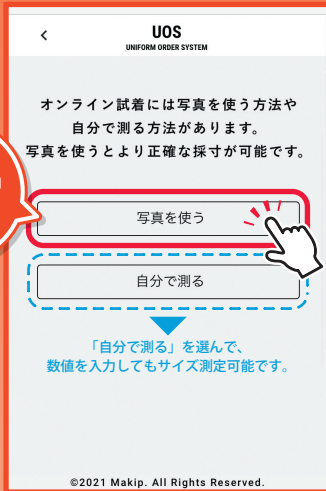 UOS
UNIFORM ORDER SYSTEM
オンライン試着には写真を使う方法や
自分で測る方法があります。
写真を使うとより正確な採寸が可能です。
写真を使う
自分で測る
「自分で測る」を選んで、
数値を入力してもサイズ測定可能です。
©2021 Makip. All Rights Reserved.